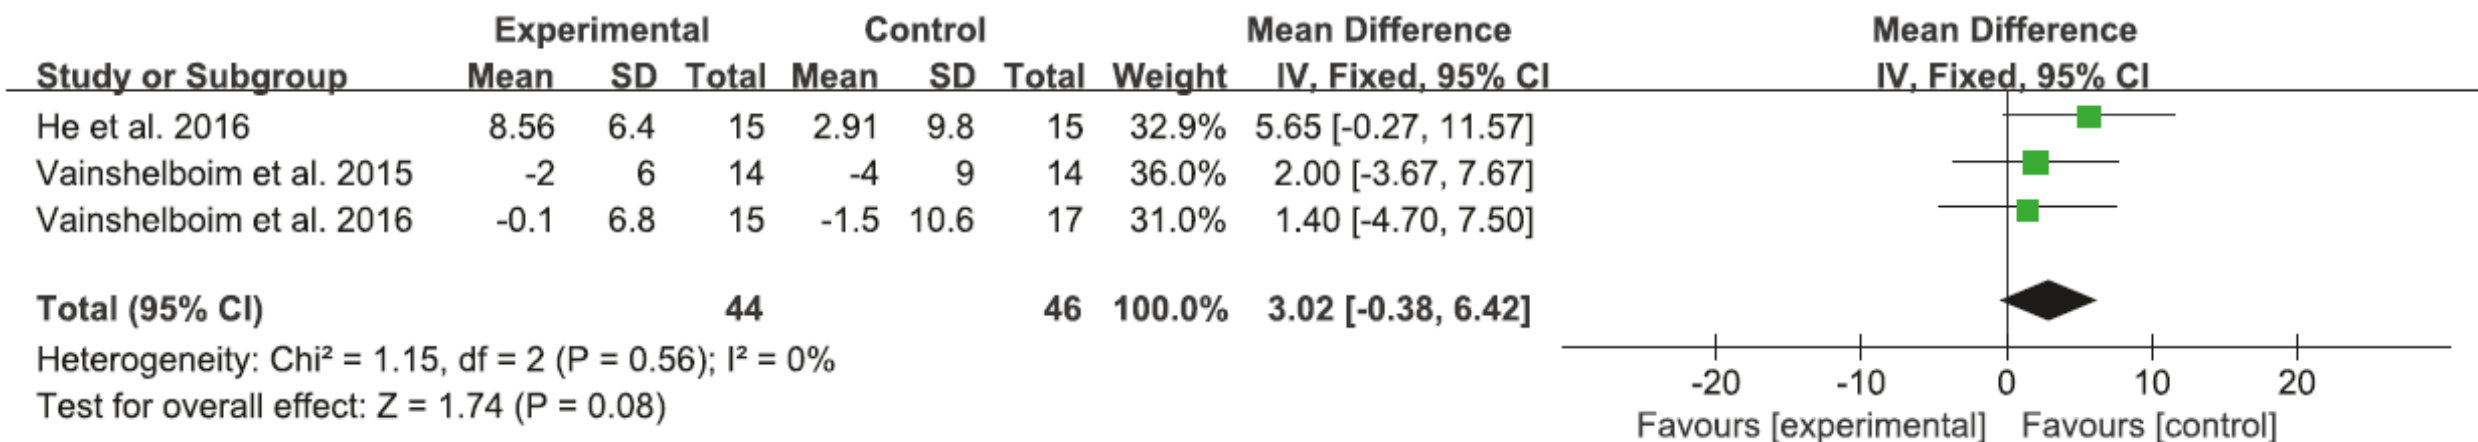 Experimental Control Mean Difference Mean Difference
Study or Subgroup Mean SD Total Mean SD Total Weight IV, Fixed, 95% CI IV, Fixed, 95% CI
He et al. 2016 8.56 6.4 15 2.91 9.8 15 32.9% 5.65 [-0.27, 11.57]
Vainshelboim et al. 2015 -2 6 14 -4 9 14 36.0% 2.00 [-3.67, 7.67]
Vainshelboim et al. 2016 -0.1 6.8 15 -1.5 10.6 17 31.0% 1.40 [-4.70, 7.50]
Total (95% CI) 44 46 100.0% 3.02 [-0.38, 6.42]
Heterogeneity: Chi² = 1.15, df = 2 (P = 0.56); I² = 0%
Test for overall effect: Z = 1.74 (P = 0.08)
-20 -10 0 10 20
Favours [experimental] Favours [control]